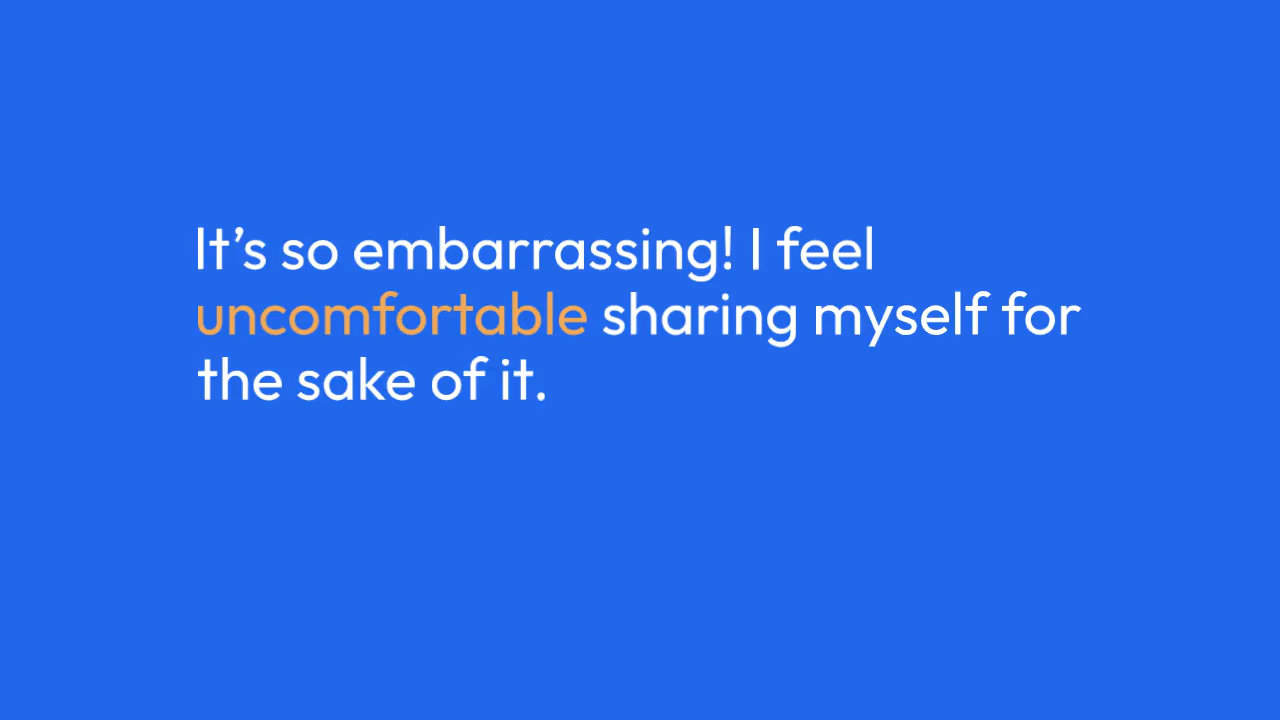 It’s so embarrassing! I feel
uncomfortable sharing myself for
the sake of it.